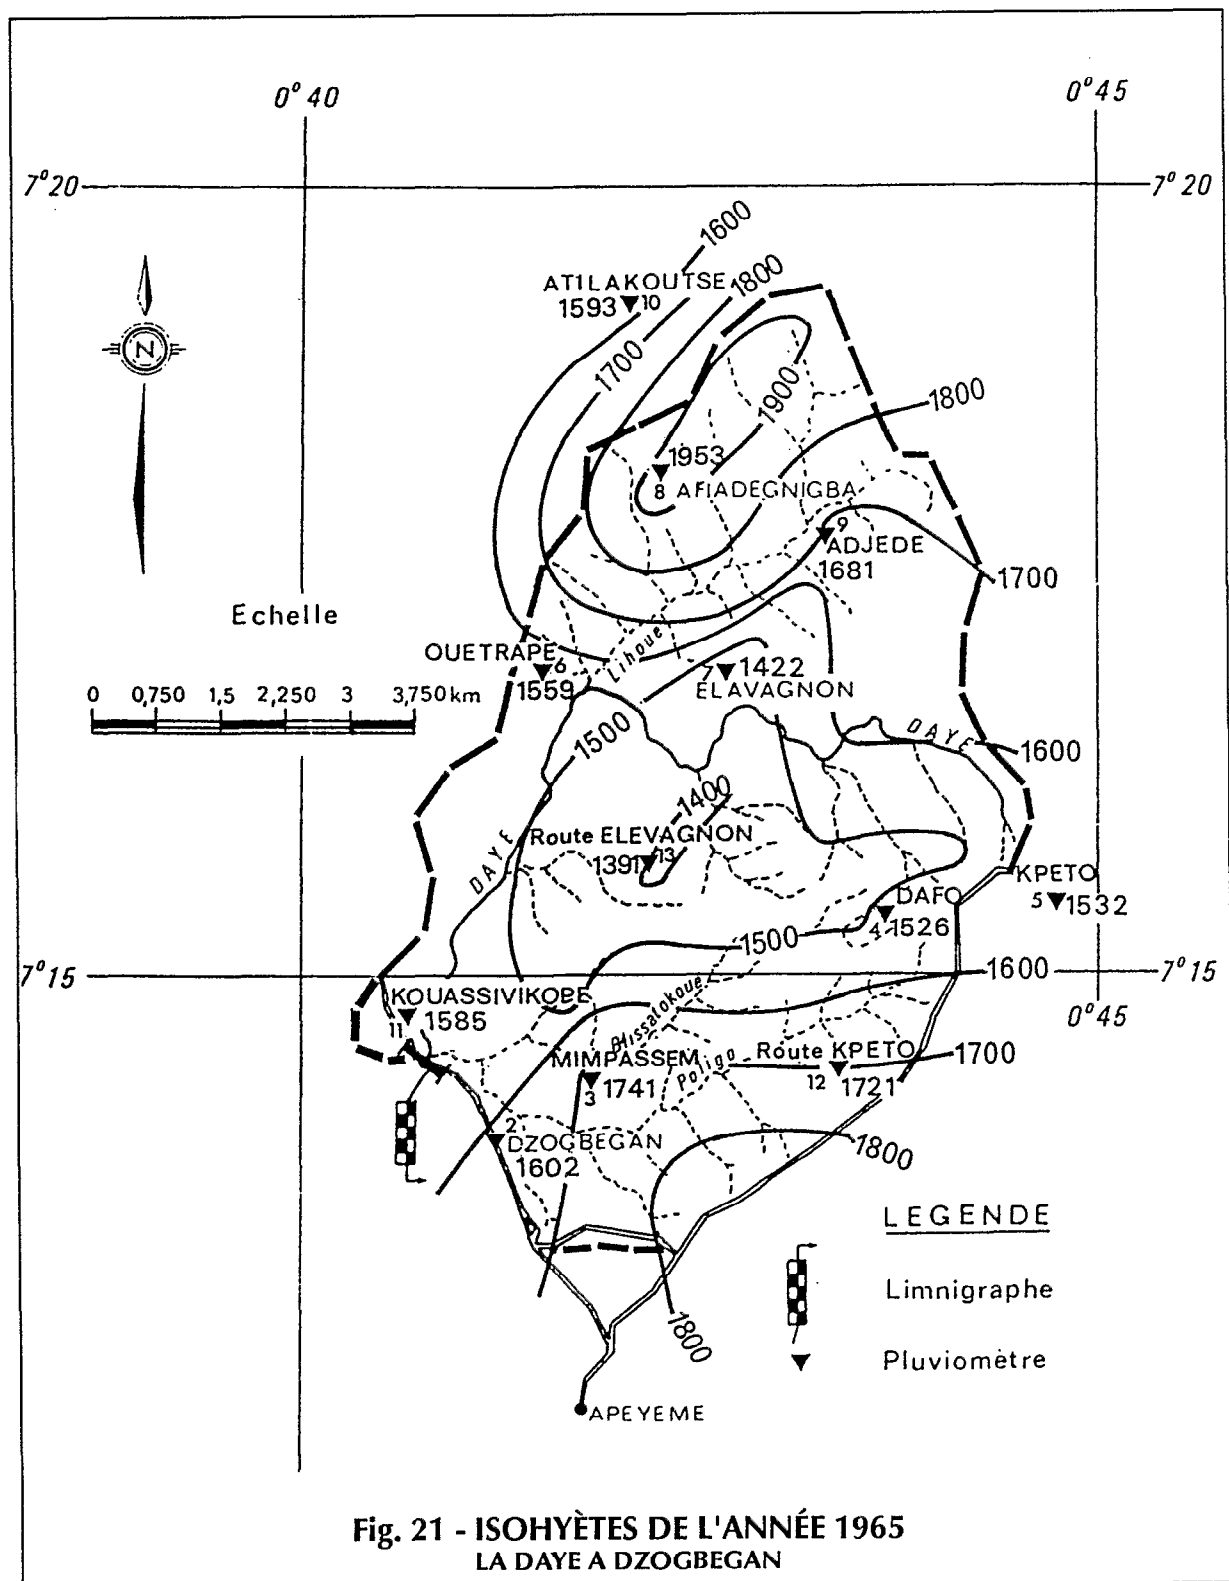 0° 40
0° 45
7° 20
7° 20
1600
ATILAKOUTSE
1593 10
1800
1700
1900
1800
N
1953
8 AFIADEGNIGBA
9
ADJEDE
1681
1700
Echelle
Lihoue
OUETRAPE
6
1559
7 1422
ELAVAGNON
0 0,750 1,5 2,250 3 3,750 km
1500
DAYE
1600
1400
Route ELEVAGNON
1391 13
DAYE
KPETO
5 1532
DAFO
4 1526
1500
7° 15
1600
7° 15
KOUASSIVIKOPE
11 1585
Blissatokoue
0° 45
MIMPASSEM
3 1741
Poligo
Route KPETO
12 1721
1700
2
DZOGBEGAN
1602
1800
LEGENDE
Limnigraphe
1800
Pluviomètre
APEYEME
Fig. 21 - ISOHYÈTES DE L'ANNÉE 1965
LA DAYE A DZOGBEGAN